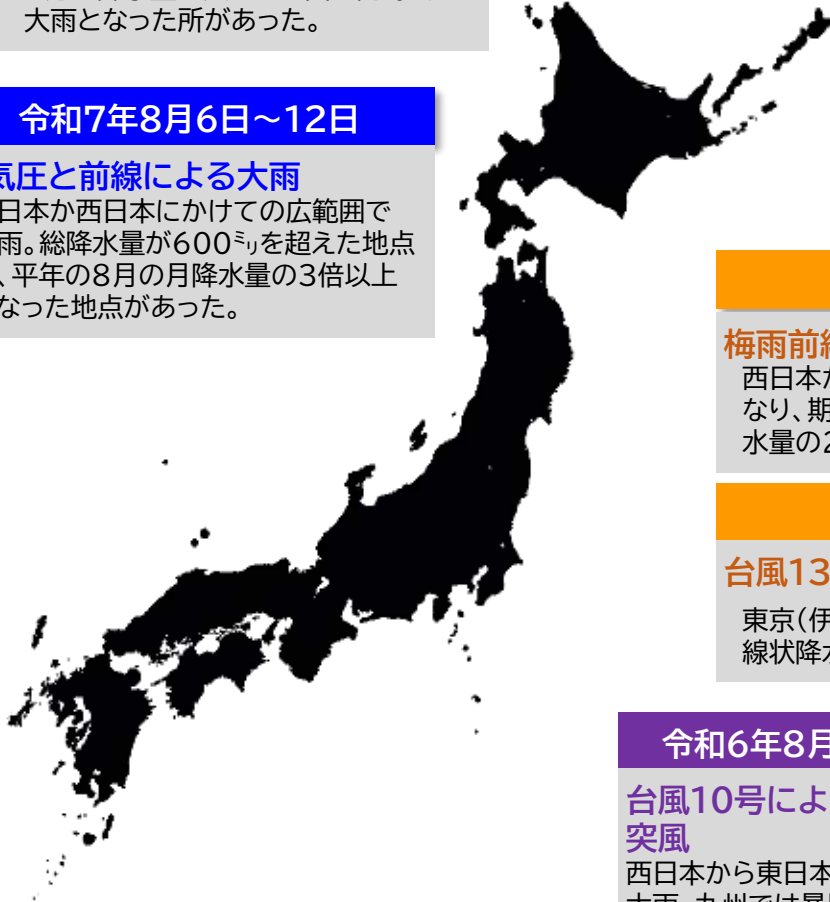 大雨となった所があった。
令和7年8月6日～12日
気圧と前線による大雨
日本か西日本にかけての広範囲で
雨。総降水量が600㍉を超えた地点
、平年の8月の月降水量の3倍以上
なった地点があった。
梅雨前
西日本か
なり、期
水量の2
台風13
東京（伊
線状降水
令和6年8月
台風10号によ
突風
西日本から東日本